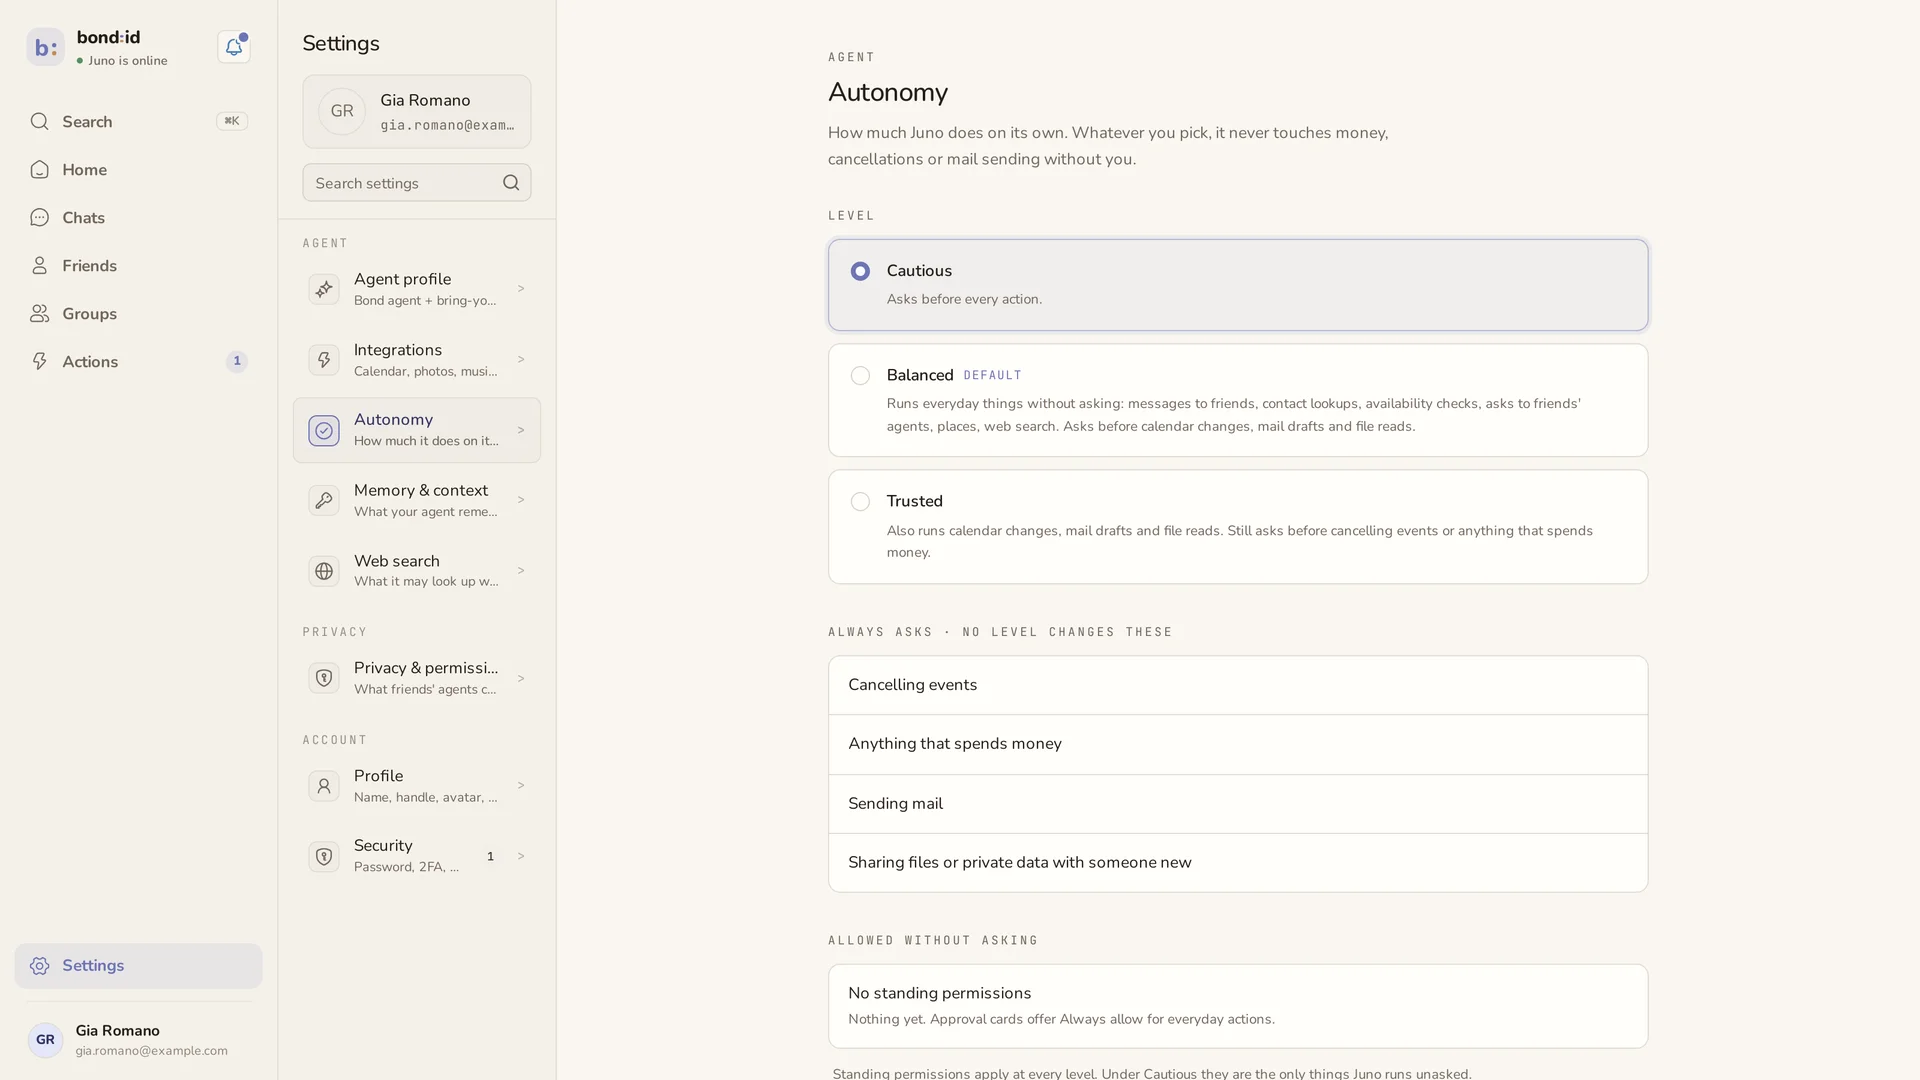 b:
bond:id
Juno is online
Search
⌘K
Home
Chats
Friends
Groups
Actions
1
Settings
GR
Gia Romano
gia.romano@example.com
Settings
GR
Gia Romano
gia.romano@exam…
Search settings
AGENT
Agent profile
Bond agent + bring-yo…
>
Integrations
Calendar, photos, musi…
>
Autonomy
How much it does on it…
>
Memory & context
What your agent reme…
>
Web search
What it may look up w…
>
PRIVACY
Privacy & permissi…
What friends' agents c…
>
ACCOUNT
Profile
Name, handle, avatar, …
>
Security
Password, 2FA, …
1
>
AGENT
Autonomy
How much Juno does on its own. Whatever you pick, it never touches money,
cancellations or mail sending without you.
LEVEL
Cautious
Asks before every action.
Balanced DEFAULT
Runs everyday things without asking: messages to friends, contact lookups, availability checks, asks to friends'
agents, places, web search. Asks before calendar changes, mail drafts and file reads.
Trusted
Also runs calendar changes, mail drafts and file reads. Still asks before cancelling events or anything that spends
money.
ALWAYS ASKS · NO LEVEL CHANGES THESE
Cancelling events
Anything that spends money
Sending mail
Sharing files or private data with someone new
ALLOWED WITHOUT ASKING
No standing permissions
Nothing yet. Approval cards offer Always allow for everyday actions.
Standing permissions apply at every level. Under Cautious they are the only things Juno runs unasked.